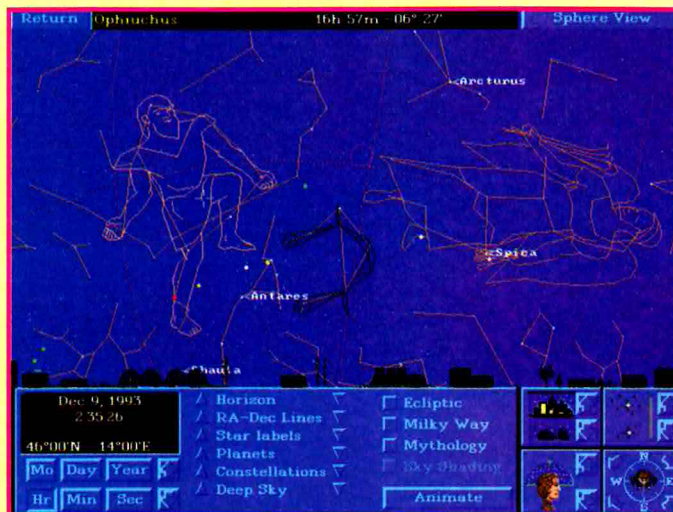 Return Ophiuchus 16h 57m -06° 27' Sphere View
Arcturus
Spica
Antares
Shaula
Dec 9, 1993
2 35 26
46°00'N 14°00'E
Mo Day Year
Hr Min Sec
Horizon
RA-Dec Lines
Star labels
Planets
Constellations
Deep Sky
Ecliptic
Milky Way
Mythology
Sky Shading
Animate
N
W E
S